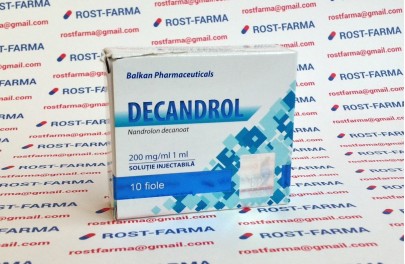 ROST-FARMA
rostfarma@gmail.com
Balkan Pharmaceuticals
DECANDROL
Nandrolon decanoat
200 mg/ml 1 ml
SOLUȚIE INJECTABILĂ
10 fiole